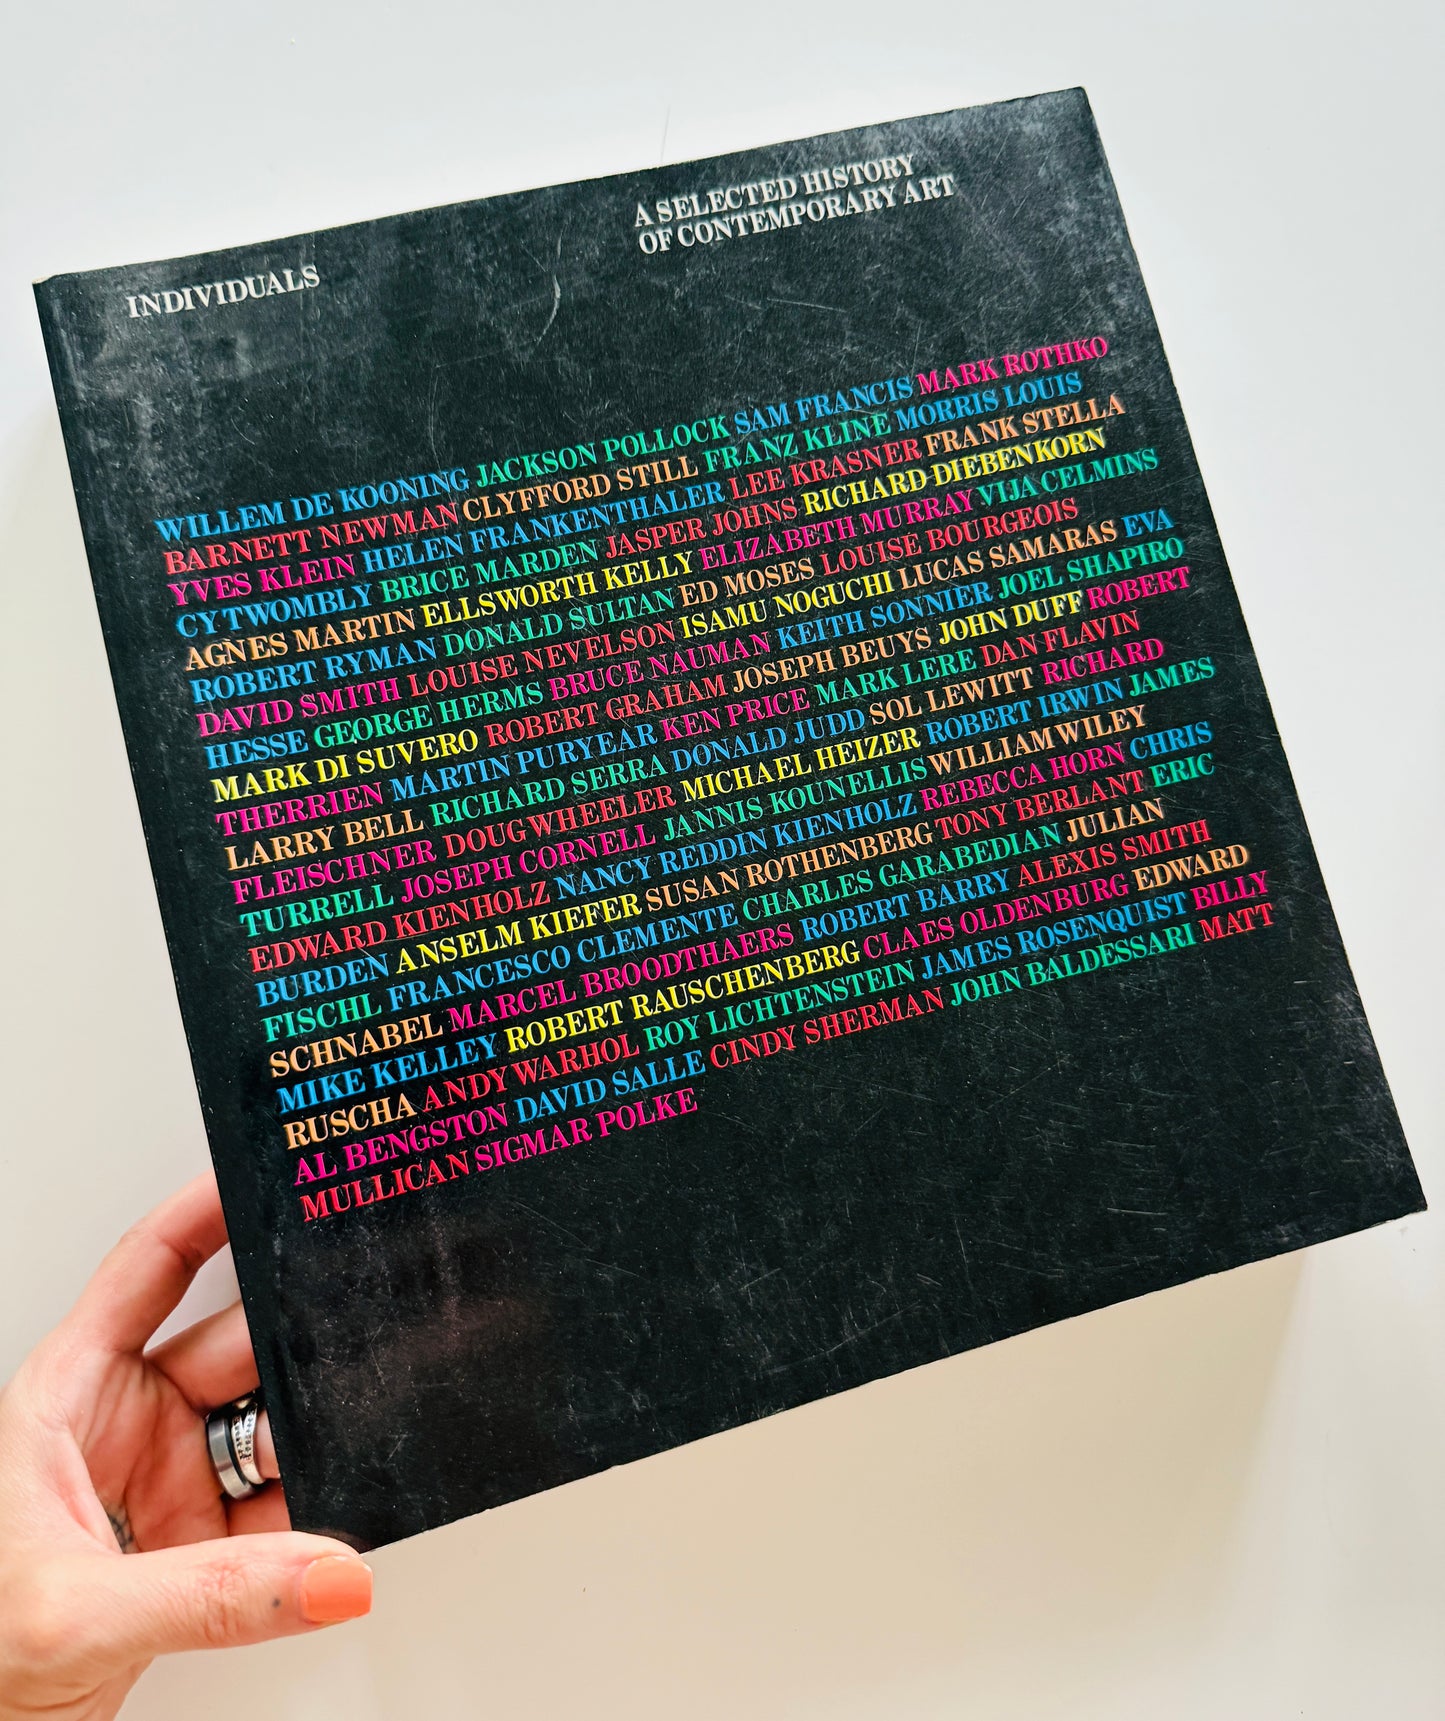 INDIVIDUALS
A SELECTED HISTORY
OF CONTEMPORARY ART
WILLEM DE KOONING JACKSON POLLOCK SAM FRANCIS MARK ROTHKO
BARNETT NEWMAN CLYFFORD STILL FRANZ KLINE MORRIS LOUIS
YVES KLEIN HELEN FRANKENTHALER LEE KRASNER FRANK STELLA
CY TWOMBLY BRICE MARDEN JASPER JOHNS RICHARD DIEBENKORN
AGNES MARTIN ELLSWORTH KELLY ELIZABETH MURRAY VIJA CELMINS
ROBERT RYMAN DONALD SULTAN ED MOSES LOUISE BOURGEOIS
DAVID SMITH LOUISE NEVELSON ISAMU NOGUCHI LUCAS SAMARAS EVA
HESSE GEORGE HERMS BRUCE NAUMAN KEITH SONNIER JOEL SHAPIRO
MARK DI SUVERO ROBERT GRAHAM JOSEPH BEUYS JOHN DUFF ROBERT
THERRIEN MARTIN PURYEAR KEN PRICE MARK LERE DAN FLAVIN
LARRY BELL RICHARD SERRA DONALD JUDD SOL LEWITT RICHARD
FLEISCHNER DOUG WHEELER MICHAEL HEIZER ROBERT IRWIN JAMES
TURRELL JOSEPH CORNELL JANNIS KOUNELLIS WILLIAM WILEY
EDWARD KIENHOLZ NANCY REDDIN KIENHOLZ REBECCA HORN CHRIS
BURDEN ANSELM KIEFER SUSAN ROTHENBERG TONY BERLANT ERIC
FISCHL FRANCESCO CLEMENTE CHARLES GARABEDIAN JULIAN
SCHNABEL MARCEL BROODTHAERS ROBERT BARRY ALEXIS SMITH
MIKE KELLEY ROBERT RAUSCHENBERG CLAES OLDENBURG EDWARD
RUSCHA ANDY WARHOL ROY LICHTENSTEIN JAMES ROSENQUIST BILLY
AL BENGSTON DAVID SALLE CINDY SHERMAN JOHN BALDESSARI MATT
MULLICAN SIGMAR POLKE